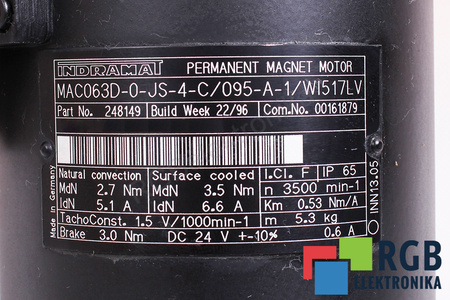 INDRAMAT PERMANENT MAGNET MOTOR
MAC063D-0-JS-4-C/095-A-1/WI517LV
Part No. 248149 Build Week 22/96 Com.No. 00161879
Natural convection Surface cooled I.Cl. F IP 65
MdN 2.7 Nm MdN 3.5 Nm n 3500 min-1
IdN 5.1 A IdN 6.6 A Km 0.53 Nm/A
TachoConst. 1.5 V/1000min-1 m 5.3 kg
Brake 3.0 Nm DC 24 V +-10% 0.6 A
Made in Germany
INN13.05
RGB
ELEKTRONIKA